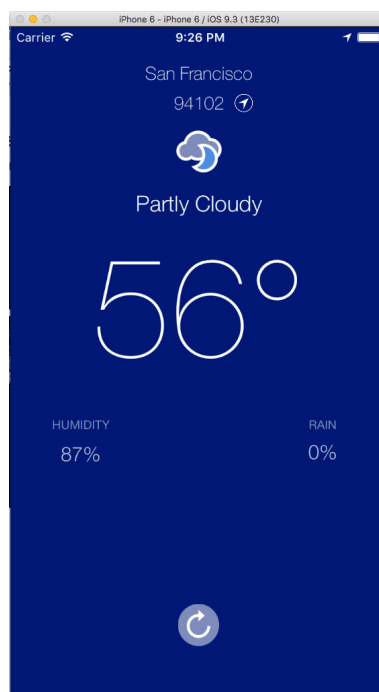 iPhone 6 - iPhone 6 / iOS 9.3 (13E230)
Carrier 9:26 PM
San Francisco
94102
Partly Cloudy
56°
HUMIDITY RAIN
87% 0%